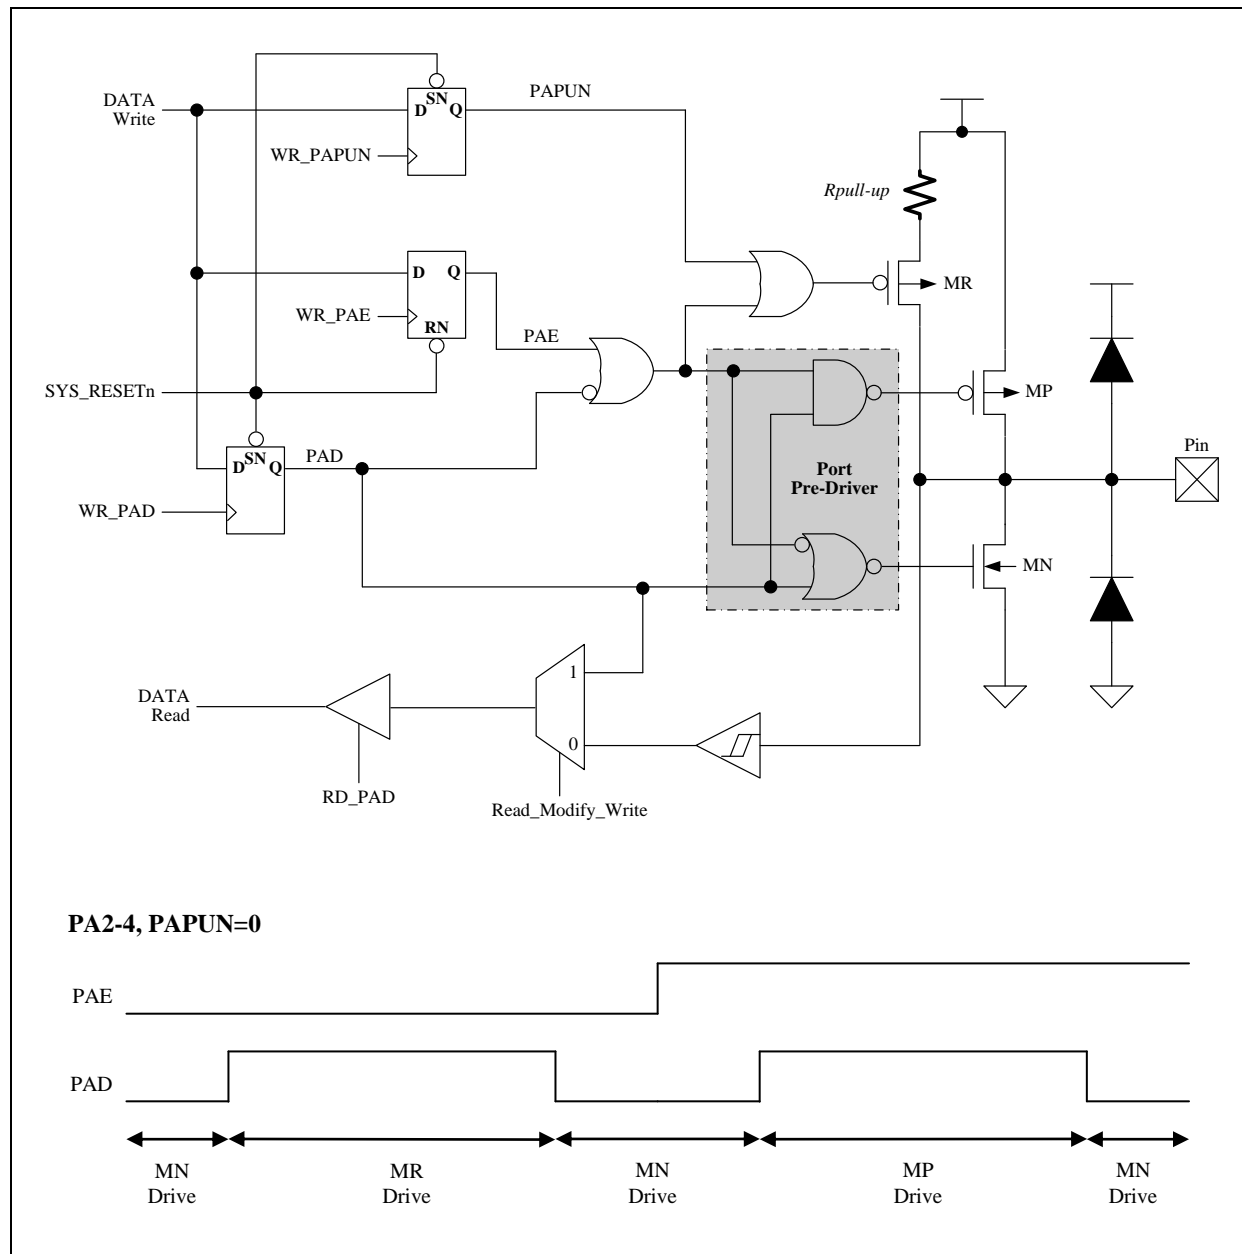 DATA
Write
D
SN
Q
PAPUN
WR_PAPUN
Rpull-up
D
Q
WR_PAE
RN
PAE
MR
SYS_RESETn
MP
D
SN
Q
PAD
Port
Pre-Driver
Pin
WR_PAD
MN
1
DATA
Read
0
RD_PAD
Read_Modify_Write
PA2-4, PAPUN=0
PAE
PAD
MN
Drive
MR
Drive
MN
Drive
MP
Drive
MN
Drive